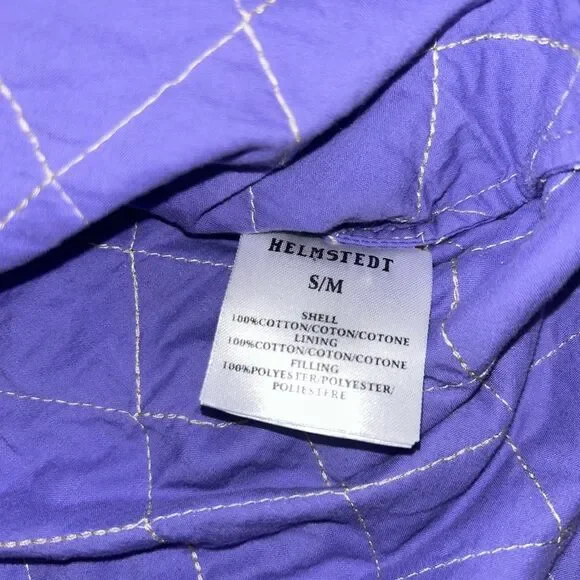 HELMSTEDT
S/M
SHELL
100%COTTON/COTON/COTONE
LINING
100%COTTON/COTON/COTONE
FILLING
100%POLYESTER/POLYESTER/
POLIESTERE